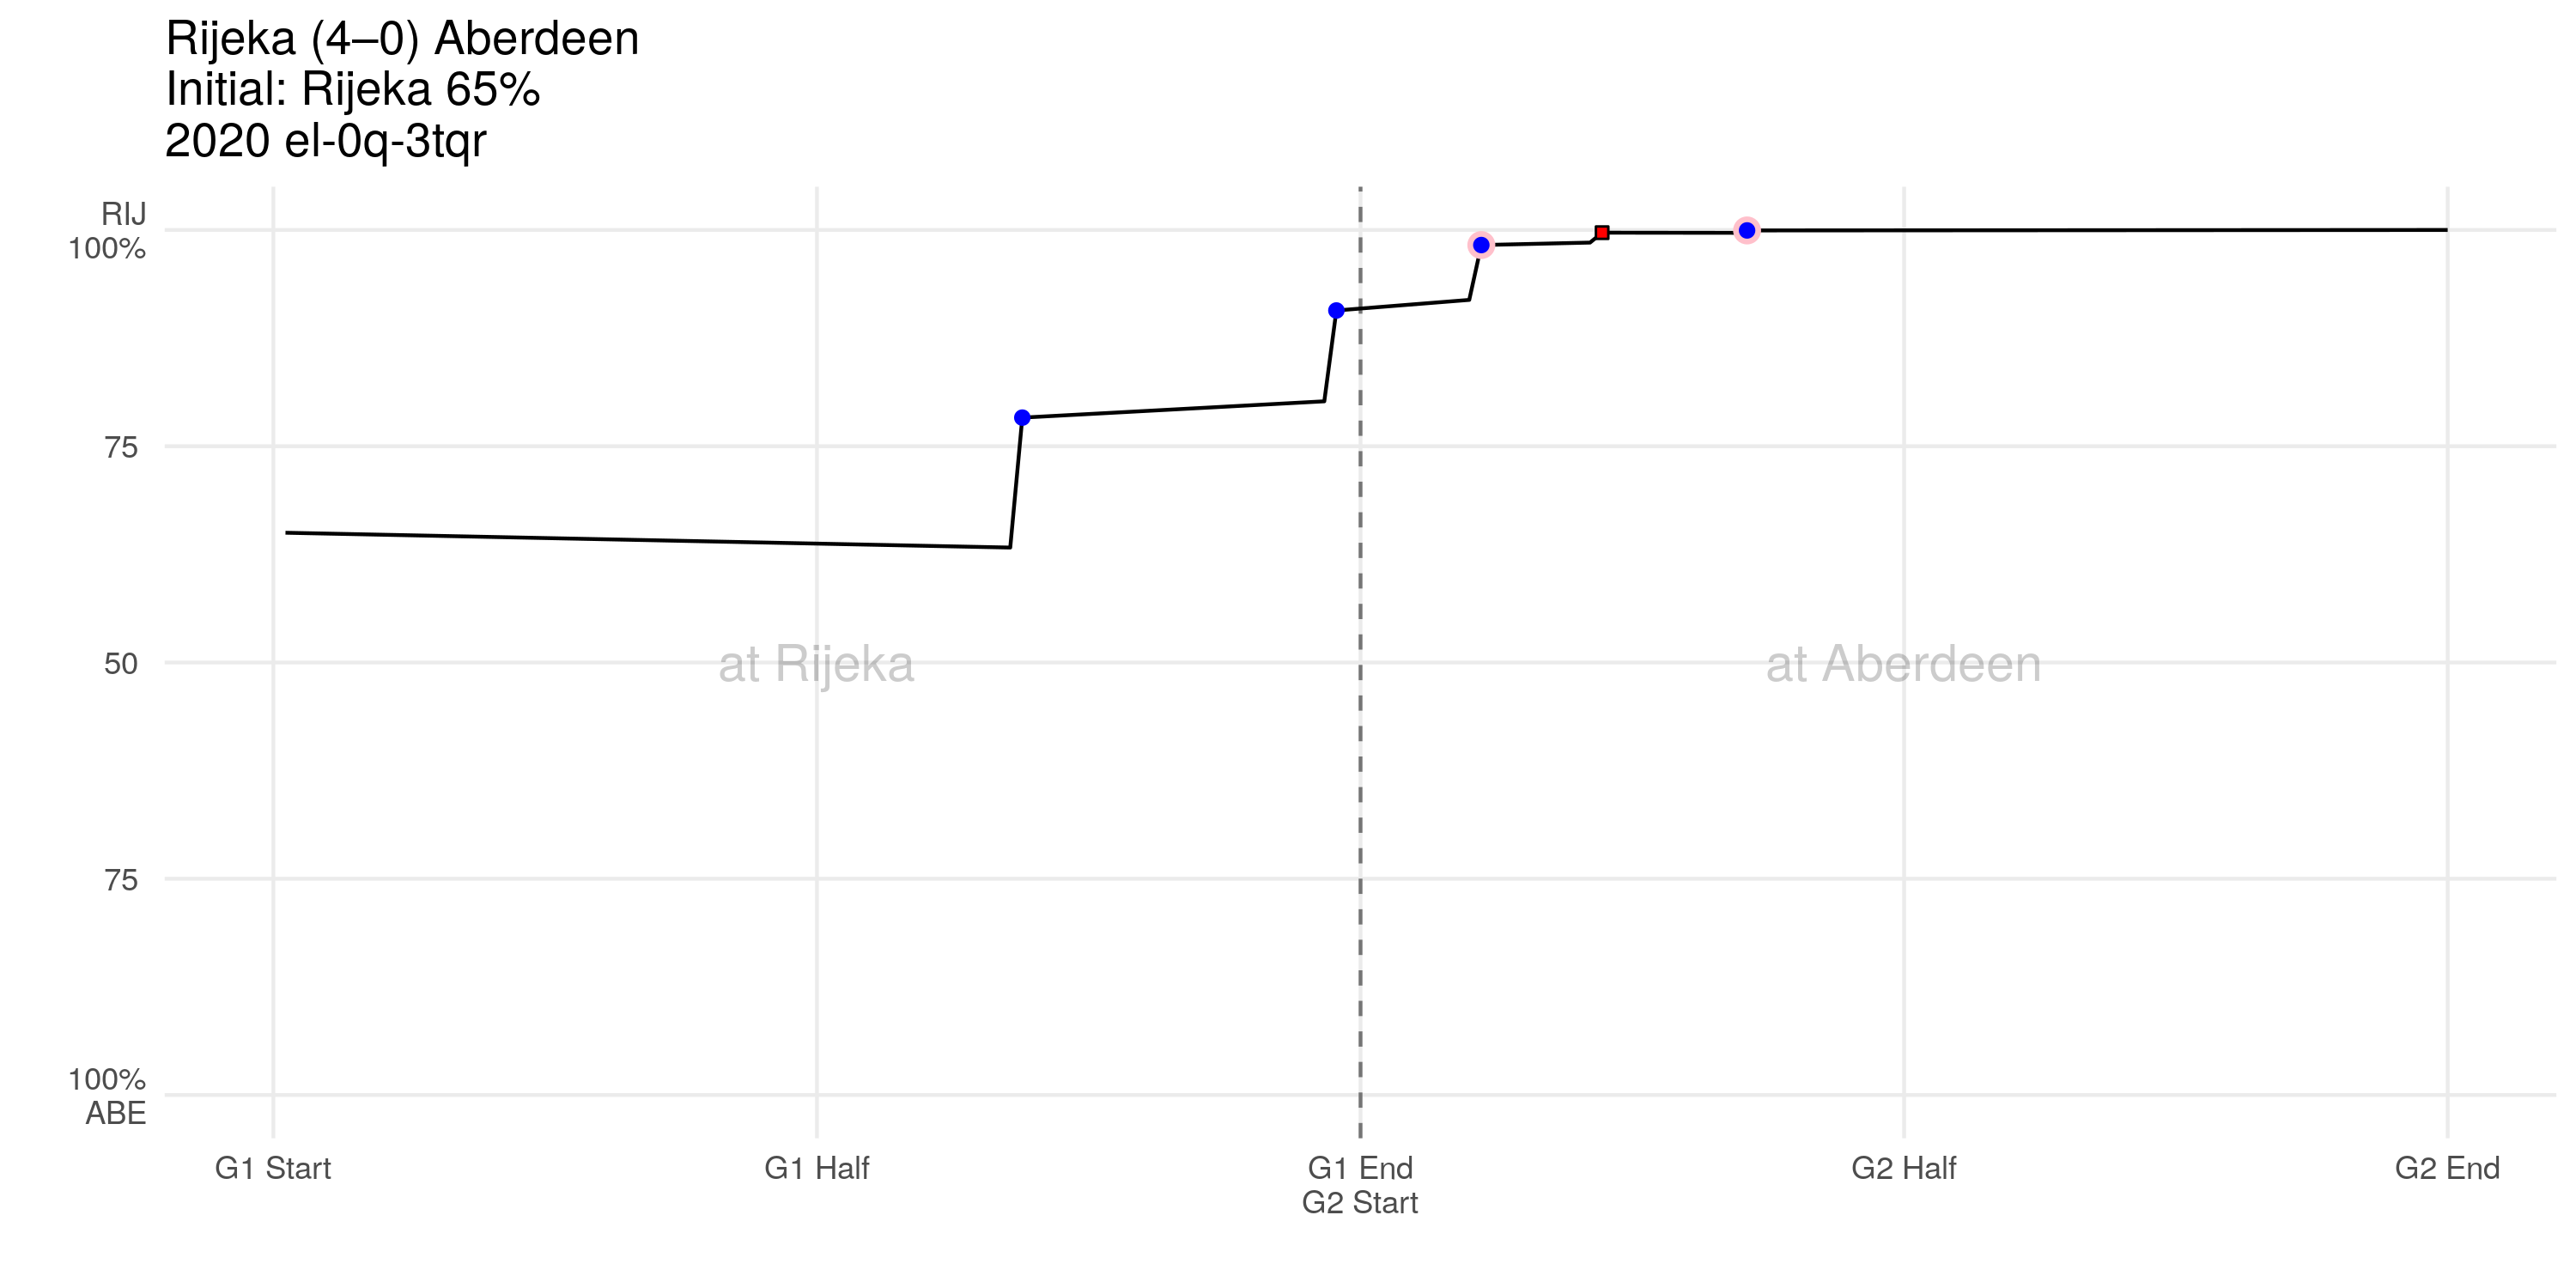 Rijeka (4–0) Aberdeen
Initial: Rijeka 65%
2020 el-0q-3tqr
RIJ
100%
75
50
75
100%
ABE
at Rijeka
at Aberdeen
G1 Start
G1 Half
G1 End
G2 Start
G2 Half
G2 End